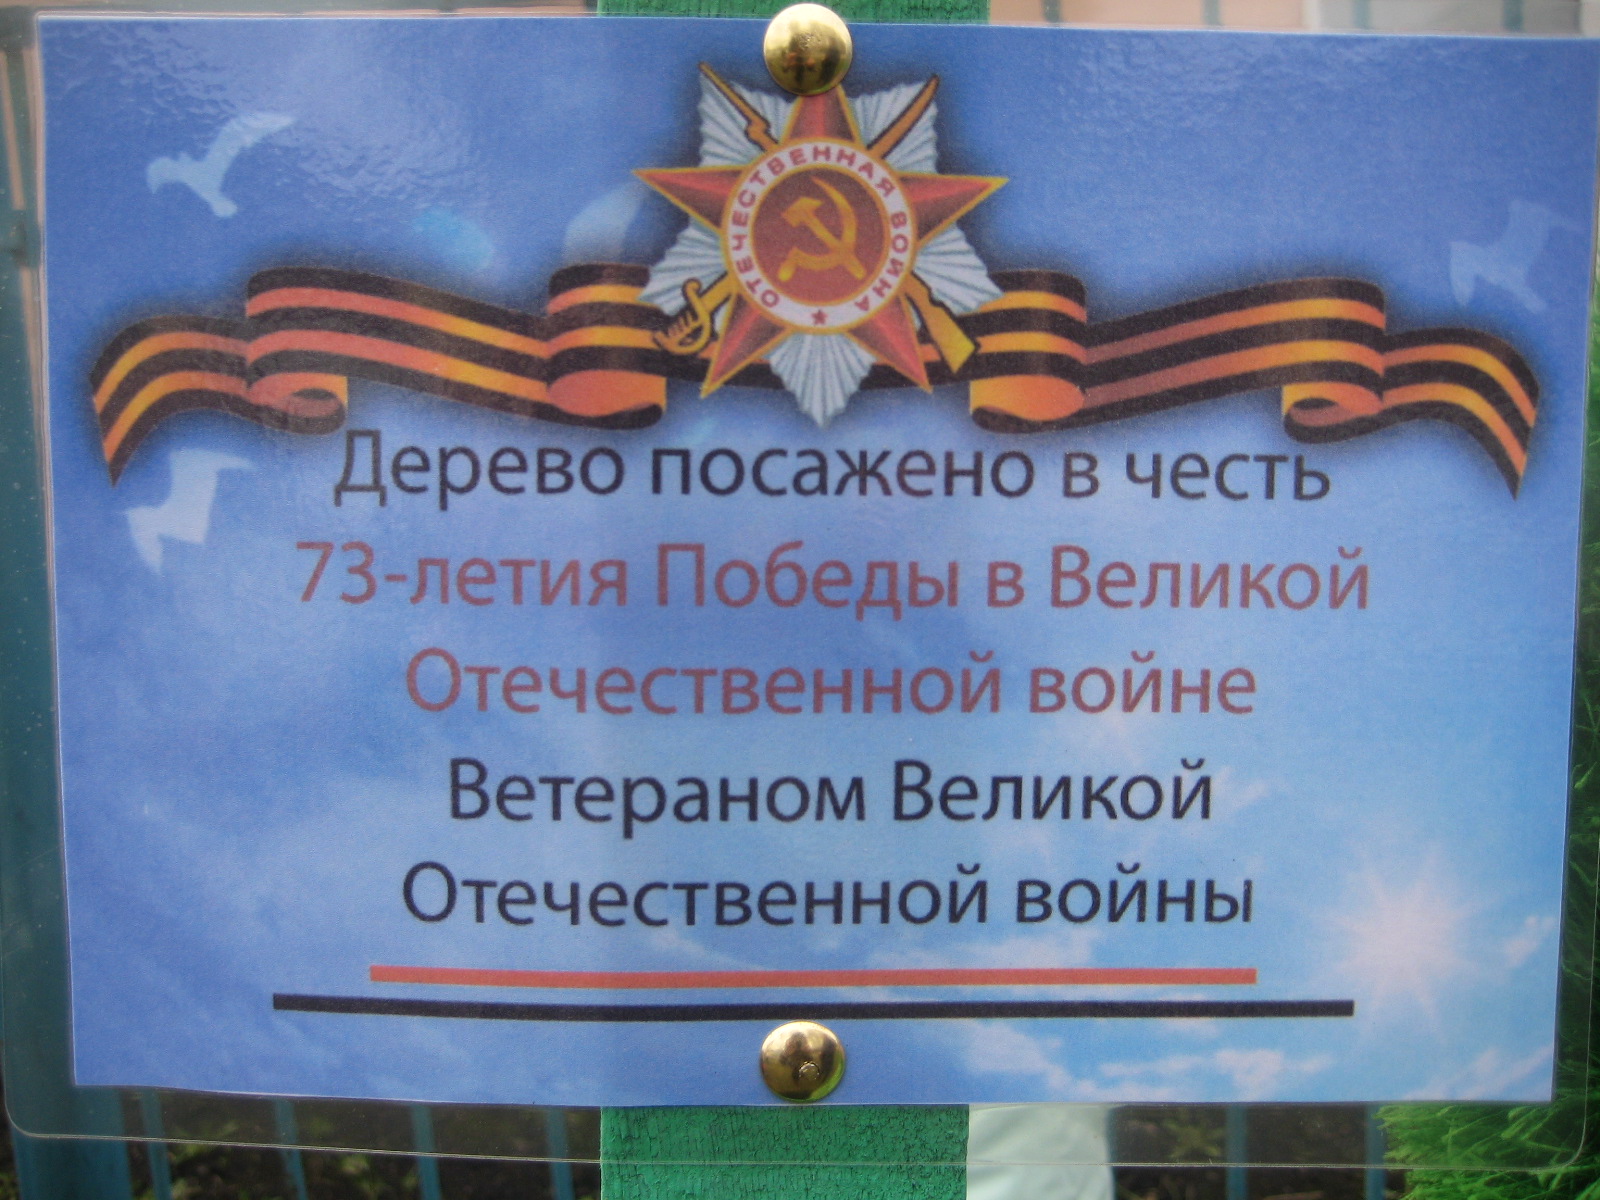 ОТЕЧЕСТВЕННАЯ ВОЙНА
Дерево посажено в честь
73-летия Победы в Великой
Отечественной войне
Ветераном Великой
Отечественной войны